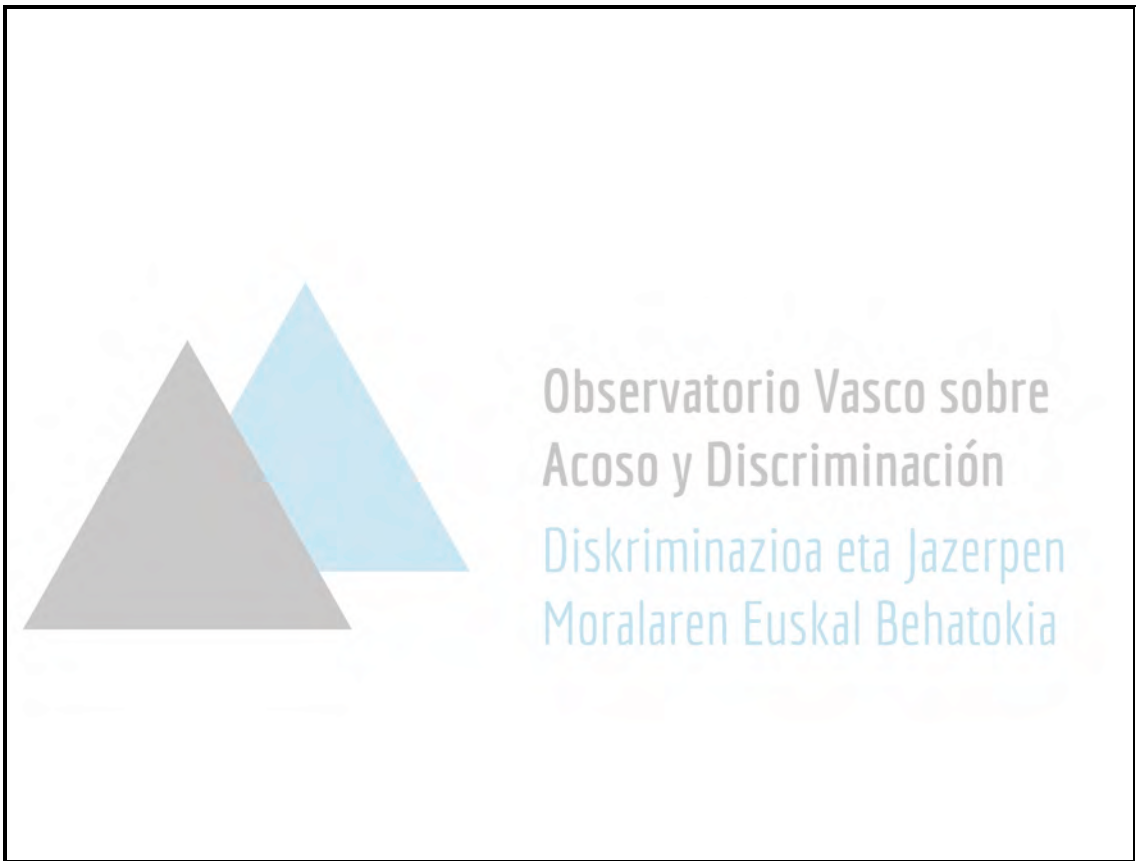 Observatorio Vasco sobre
Acoso y Discriminación
Diskriminazioa eta Jazerpen
Moralaren Euskal Behatokia